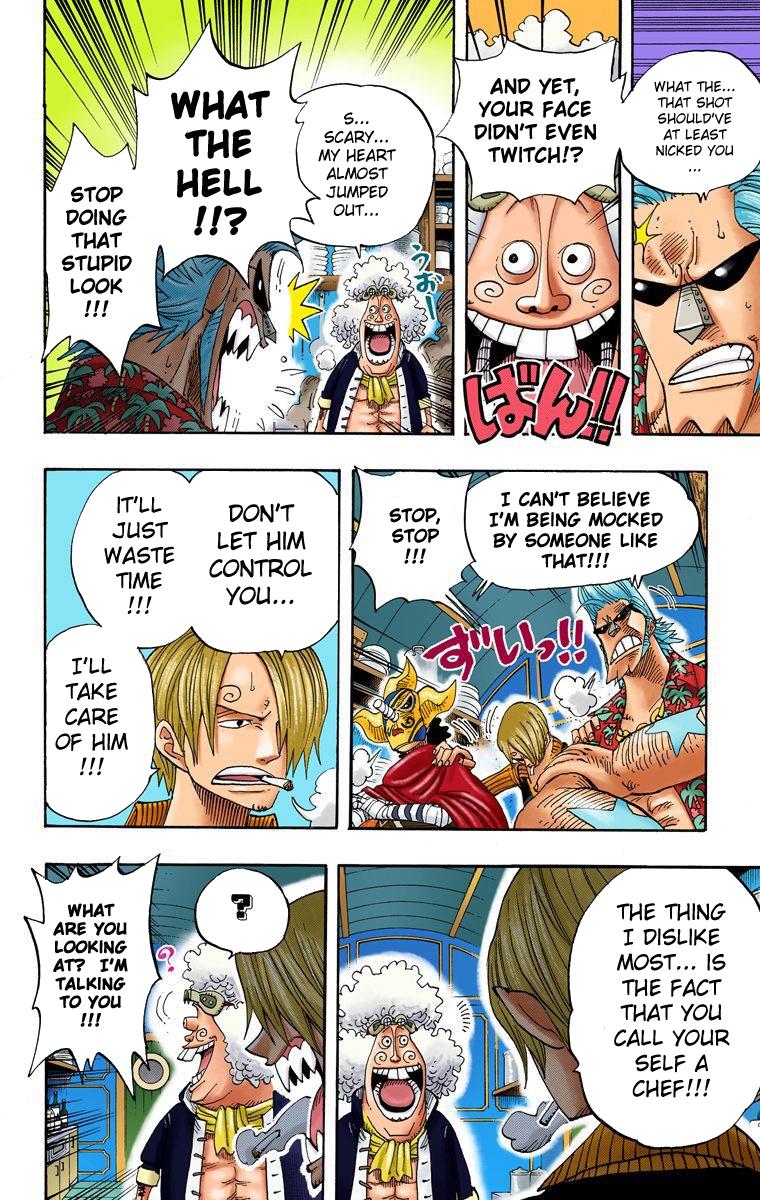 WHAT THE...
THAT SHOT
SHOULD'VE
AT LEAST
NICKED YOU
...
AND YET,
YOUR FACE
DIDN'T EVEN
TWITCH!?
ばん!!
S...
SCARY...
MY HEART
ALMOST
JUMPED
OUT...
うおー
WHAT
THE
HELL
!!?
STOP
DOING
THAT
STUPID
LOOK
!!!
I CAN'T BELIEVE
I'M BEING MOCKED
BY SOMEONE LIKE
THAT!!!
STOP,
STOP
!!!
ずいっ!!
DON'T
LET HIM
CONTROL
YOU...
IT'LL
JUST
WASTE
TIME
!!!
I'LL
TAKE
CARE
OF HIM
!!!
THE THING
I DISLIKE
MOST... IS
THE FACT
THAT YOU
CALL YOUR
SELF A
CHEF!!!
?
?
WHAT
ARE YOU
LOOKING
AT? I'M
TALKING
TO YOU
!!!